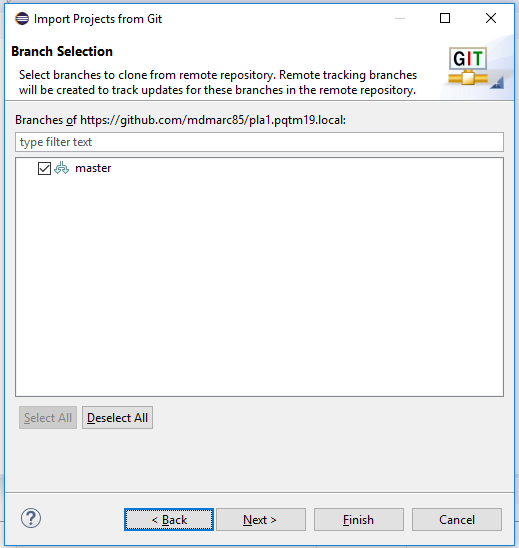 Import Projects from Git
Branch Selection
Select branches to clone from remote repository. Remote tracking branches
will be created to track updates for these branches in the remote repository.
GIT
Branches of https://github.com/mdmarc85/pla1.pqtm19.local:
type filter text
master
Select All Deselect All
? < Back Next > Finish Cancel